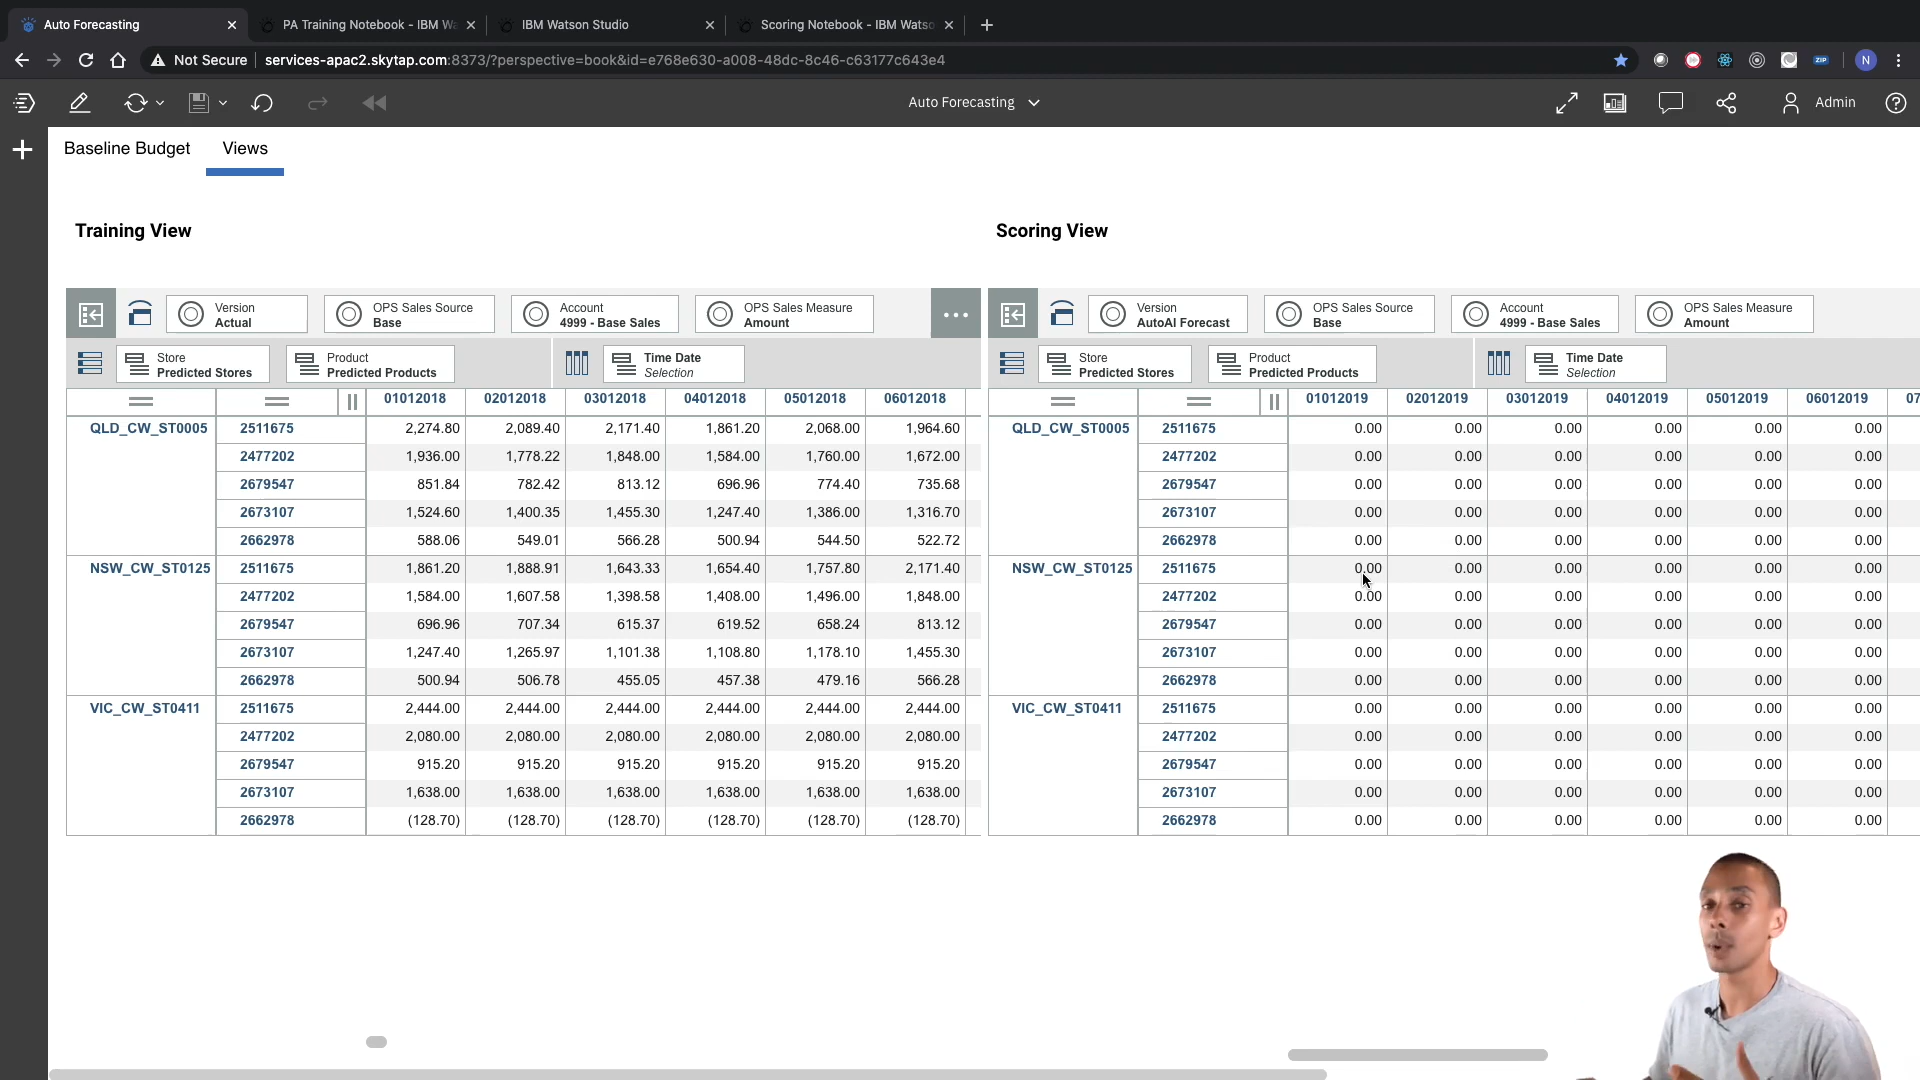 Auto Forecasting
PA Training Notebook - IBM Wa
IBM Watson Studio
Scoring Notebook - IBM Watso
Not Secure
services-apac2.skytap.com:8373/?perspective=book&id=e768e630-a008-48dc-8c46-c63177c643e4
ZIP
N
Auto Forecasting
Admin
Baseline Budget
Views
Training View
Version
Actual
OPS Sales Source
Base
Account
4999 - Base Sales
OPS Sales Measure
Amount
Store
Predicted Stores
Product
Predicted Products
Time Date
Selection
01012018 02012018 03012018 04012018 05012018 06012018
QLD_CW_ST0005 2511675 2,274.80 2,089.40 2,171.40 1,861.20 2,068.00 1,964.60
2477202 1,936.00 1,778.22 1,848.00 1,584.00 1,760.00 1,672.00
2679547 851.84 782.42 813.12 696.96 774.40 735.68
2673107 1,524.60 1,400.35 1,455.30 1,247.40 1,386.00 1,316.70
2662978 588.06 549.01 566.28 500.94 544.50 522.72
NSW_CW_ST0125 2511675 1,861.20 1,888.91 1,643.33 1,654.40 1,757.80 2,171.40
2477202 1,584.00 1,607.58 1,398.58 1,408.00 1,496.00 1,848.00
2679547 696.96 707.34 615.37 619.52 658.24 813.12
2673107 1,247.40 1,265.97 1,101.38 1,108.80 1,178.10 1,455.30
2662978 500.94 506.78 455.05 457.38 479.16 566.28
VIC_CW_ST0411 2511675 2,444.00 2,444.00 2,444.00 2,444.00 2,444.00 2,444.00
2477202 2,080.00 2,080.00 2,080.00 2,080.00 2,080.00 2,080.00
2679547 915.20 915.20 915.20 915.20 915.20 915.20
2673107 1,638.00 1,638.00 1,638.00 1,638.00 1,638.00 1,638.00
2662978 (128.70) (128.70) (128.70) (128.70) (128.70) (128.70)
Scoring View
Version
AutoAI Forecast
OPS Sales Source
Base
Account
4999 - Base Sales
OPS Sales Measure
Amount
Store
Predicted Stores
Product
Predicted Products
Time Date
Selection
01012019 02012019 03012019 04012019 05012019 06012019 07
QLD_CW_ST0005 2511675 0.00 0.00 0.00 0.00 0.00 0.00
2477202 0.00 0.00 0.00 0.00 0.00 0.00
2679547 0.00 0.00 0.00 0.00 0.00 0.00
2673107 0.00 0.00 0.00 0.00 0.00 0.00
2662978 0.00 0.00 0.00 0.00 0.00 0.00
NSW_CW_ST0125 2511675 0.00 0.00 0.00 0.00 0.00 0.00
2477202 0.00 0.00 0.00 0.00 0.00 0.00
2679547 0.00 0.00 0.00 0.00 0.00 0.00
2673107 0.00 0.00 0.00 0.00 0.00 0.00
2662978 0.00 0.00 0.00 0.00 0.00 0.00
VIC_CW_ST0411 2511675 0.00 0.00 0.00 0.00 0.00 0.00
2477202 0.00 0.00 0.00 0.00 0.00 0.00
2679547 0.00 0.00 0.00 0.00 0.00 0.00
2673107 0.00 0.00 0.00 0.00 0.00 0.00
2662978 0.00 0.00 0.00 0.00 0.00 0.00